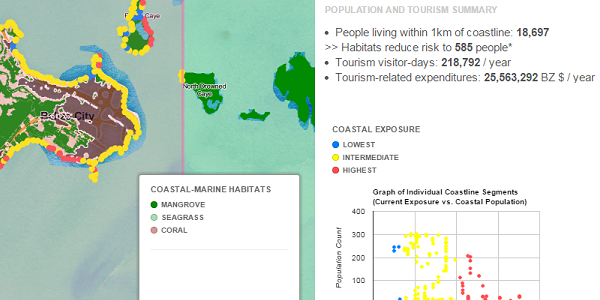 POPULATION AND TOURISM SUMMARY
• People living within 1km of coastline: 18,697
>> Habitats reduce risk to 585 people*
• Tourism visitor-days: 218,792 / year
• Tourism-related expenditures: 25,563,292 BZ $ / year
North Drowned
Caye
Caye
Belize City
COASTAL EXPOSURE
LOWEST
INTERMEDIATE
HIGHEST
COASTAL-MARINE HABITATS
MANGROVE
SEAGRASS
CORAL
Graph of Individual Coastline Segments
(Current Exposure vs. Coastal Population)
Population Count
400
300
200
100